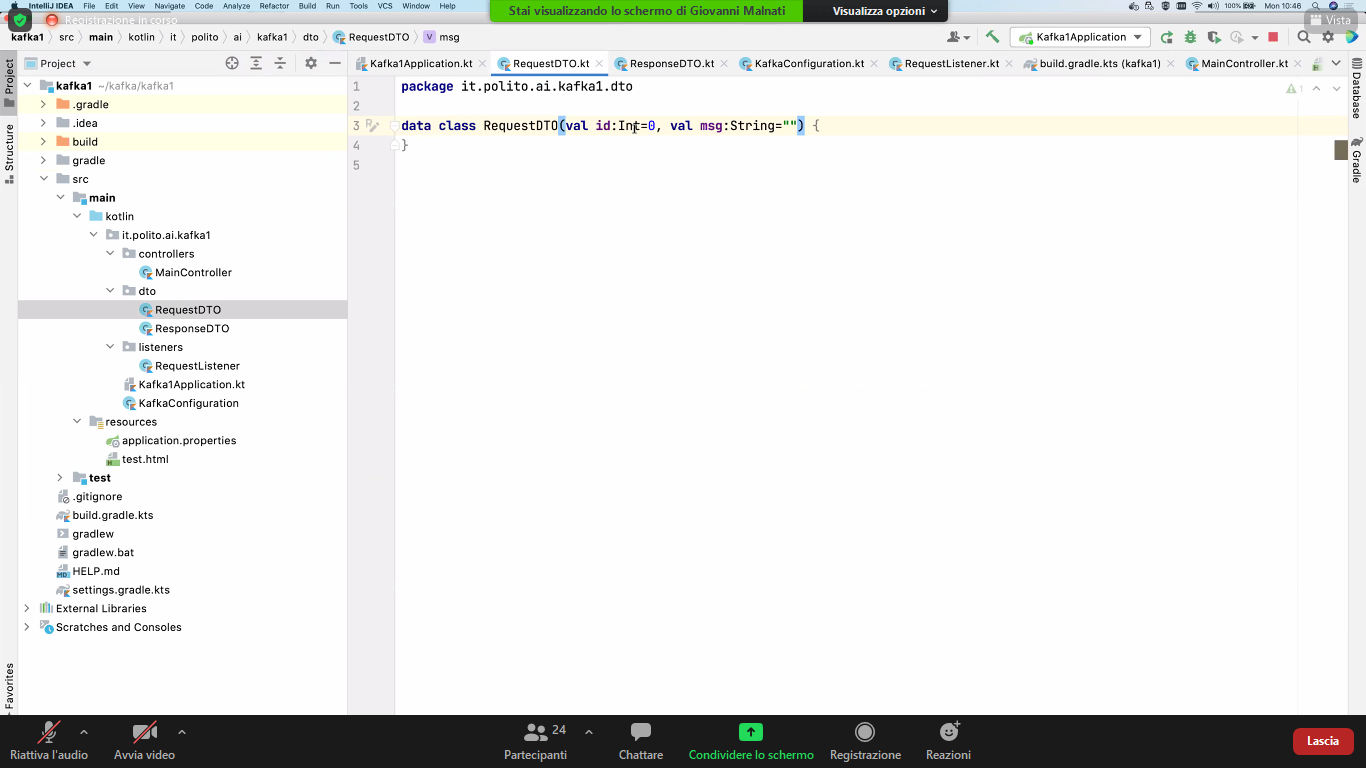 IntelliJ IDEA File Edit View Navigate Code Analyze Refactor Build Run Tools VCS Window Help
Stai visualizzando lo schermo di Giovanni Malnati
Visualizza opzioni
100% Mon 10:46
Registrazione in corso
Vista
kafka1 src main kotlin it polito ai kafka1 dto RequestDTO msg
Kafka1Application
Project
Kafka1Application.kt RequestDTO.kt ResponseDTO.kt KafkaConfiguration.kt RequestListener.kt build.gradle.kts (kafka1) MainController.kt
Project
Structure
Favorites
Database
Gradle
kafka1 ~/kafka/kafka1
.gradle
.idea
build
gradle
src
main
kotlin
it.polito.ai.kafka1
controllers
MainController
dto
RequestDTO
ResponseDTO
listeners
RequestListener
Kafka1Application.kt
KafkaConfiguration
resources
application.properties
test.html
test
.gitignore
build.gradle.kts
gradlew
gradlew.bat
HELP.md
settings.gradle.kts
External Libraries
Scratches and Consoles
1 package it.polito.ai.kafka1.dto
2
3 data class RequestDTO(val id:Int=0, val msg:String="") {
4 }
5
1
Riattiva l'audio
Avvia video
Partecipanti 24
Chattare
Condividere lo schermo
Registrazione
Reazioni
Lascia